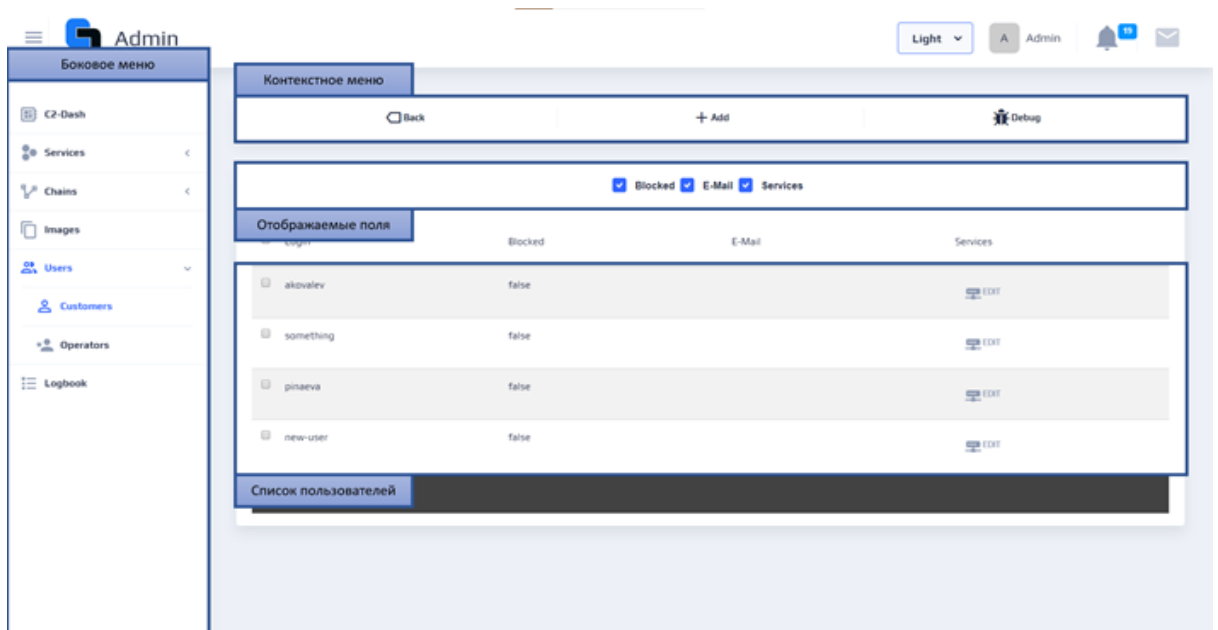 Admin
Light
A
Admin
19
Боковое меню
C2-Dash
Services
Chains
Images
Users
Customers
Operators
Logbook
Контекстное меню
Back
Add
Debug
Blocked E-Mail Services
Отображаемые поля
Login Blocked E-Mail Services
akovalev false EDIT
something false EDIT
pinaeva false EDIT
new-user false EDIT
Список пользователей